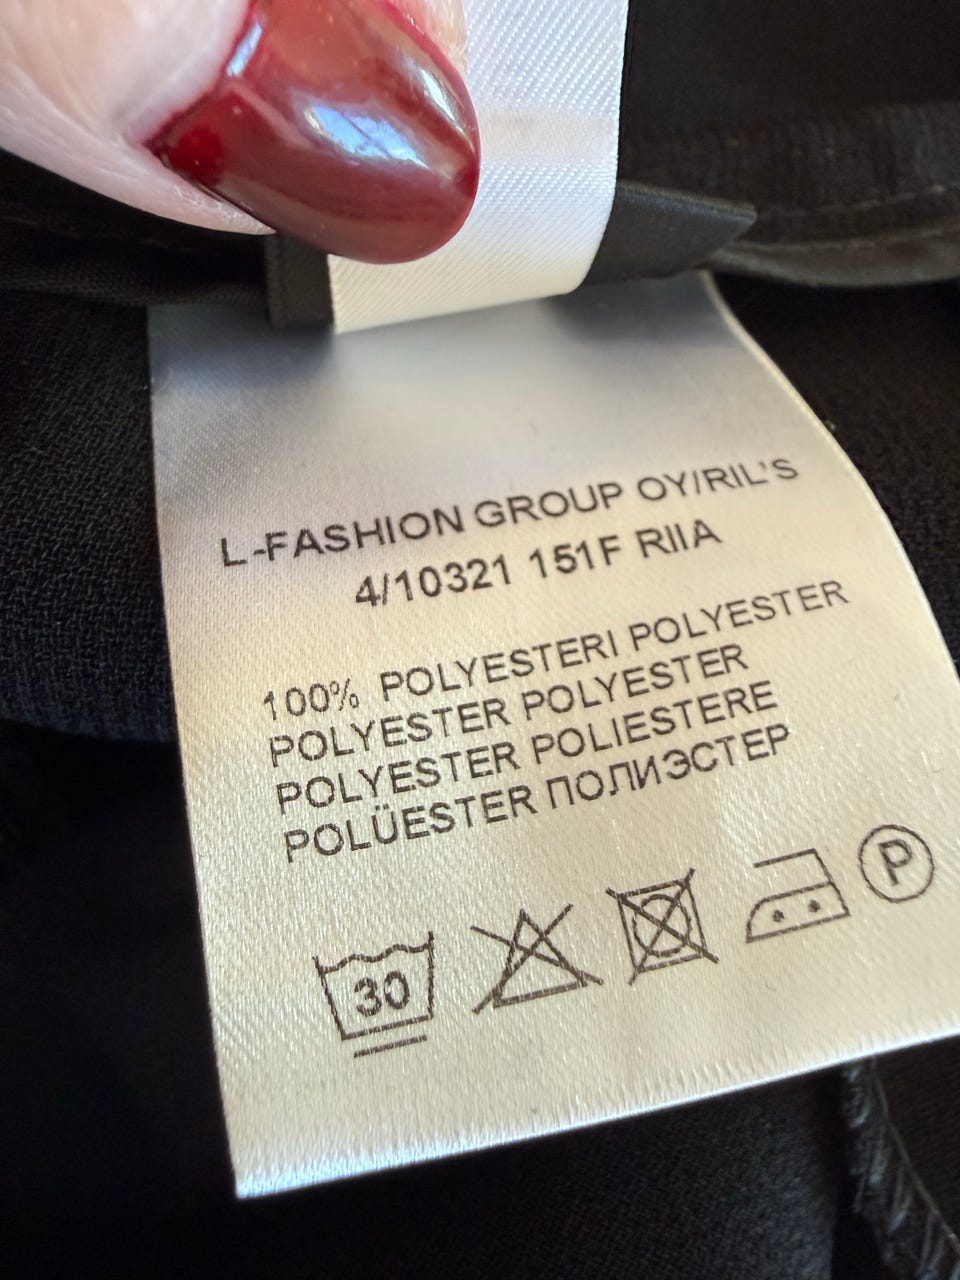 L-FASHION GROUP OY/RIL'S
4/10321 151F RIIA
100% POLYESTERI POLYESTER
POLYESTER POLYESTER
POLYESTER POLIESTERE
POLÜESTER ПОЛИЭСТЕР
30 P